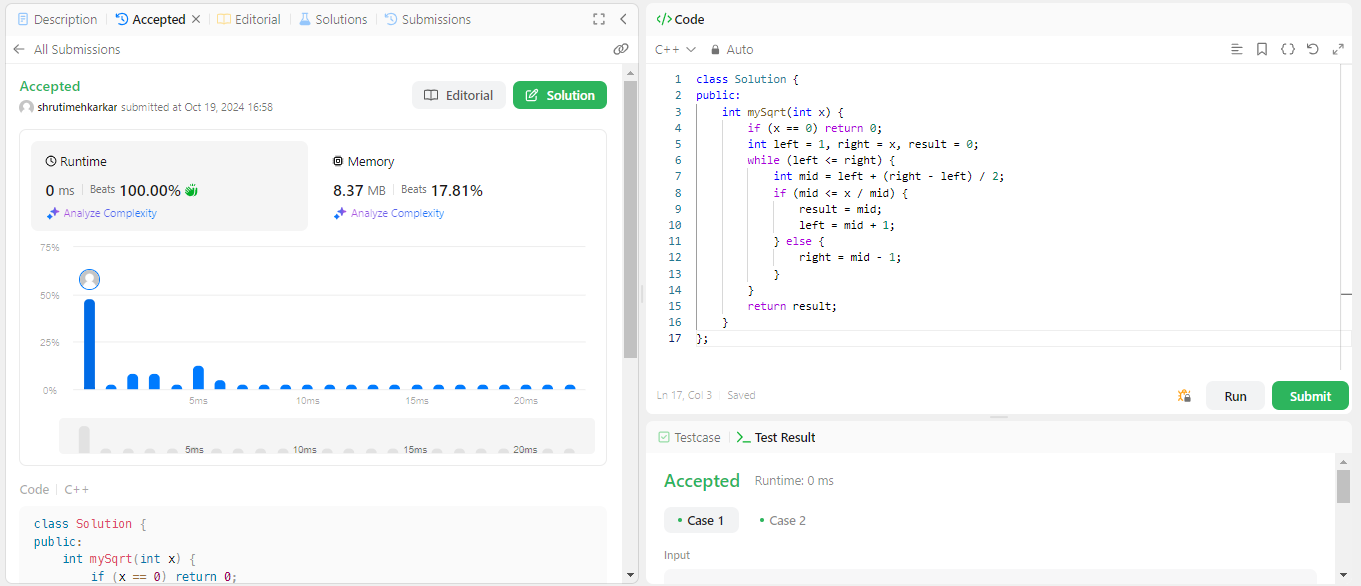 Description
Accepted
Editorial
Solutions
Submissions
All Submissions
Accepted
shrutimehkarkar submitted at Oct 19, 2024 16:58
Editorial
Solution
Runtime
0 ms Beats 100.00%
Analyze Complexity
Memory
8.37 MB Beats 17.81%
Analyze Complexity
75%
50%
25%
0%
5ms 10ms 15ms 20ms
5ms 10ms 15ms 20ms
Code C++
class Solution {
public:
    int mySqrt(int x) {
        if (x == 0) return 0;
</> Code
C++ Auto
1 class Solution {
2 public:
3     int mySqrt(int x) {
4         if (x == 0) return 0;
5         int left = 1, right = x, result = 0;
6         while (left <= right) {
7             int mid = left + (right - left) / 2;
8             if (mid <= x / mid) {
9                 result = mid;
10                 left = mid + 1;
11             } else {
12                 right = mid - 1;
13             }
14         }
15         return result;
16     }
17 };
Ln 17, Col 3 Saved
Run
Submit
Testcase
Test Result
Accepted Runtime: 0 ms
Case 1
Case 2
Input